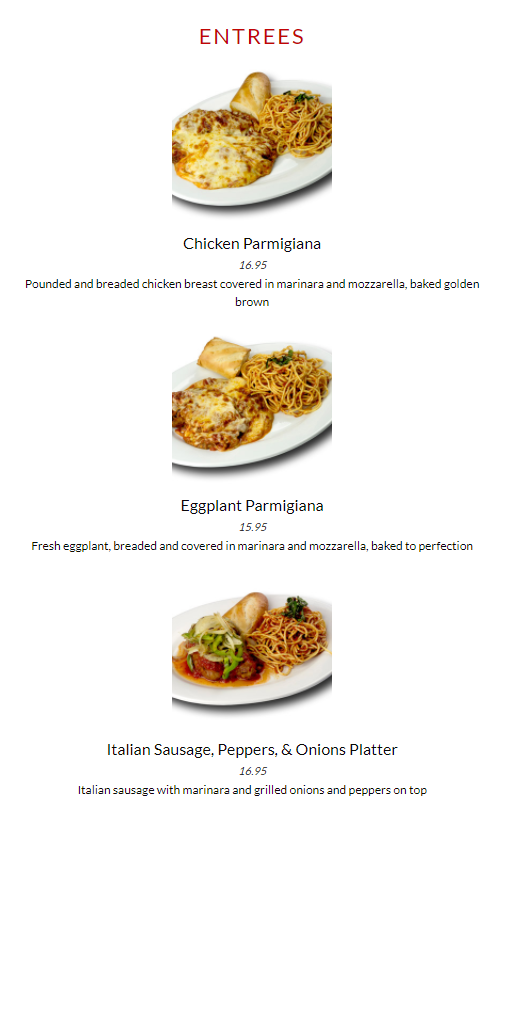 ENTREES
Chicken Parmigiana
16.95
Pounded and breaded chicken breast covered in marinara and mozzarella, baked golden
brown
Eggplant Parmigiana
15.95
Fresh eggplant, breaded and covered in marinara and mozzarella, baked to perfection
Italian Sausage, Peppers, & Onions Platter
16.95
Italian sausage with marinara and grilled onions and peppers on top